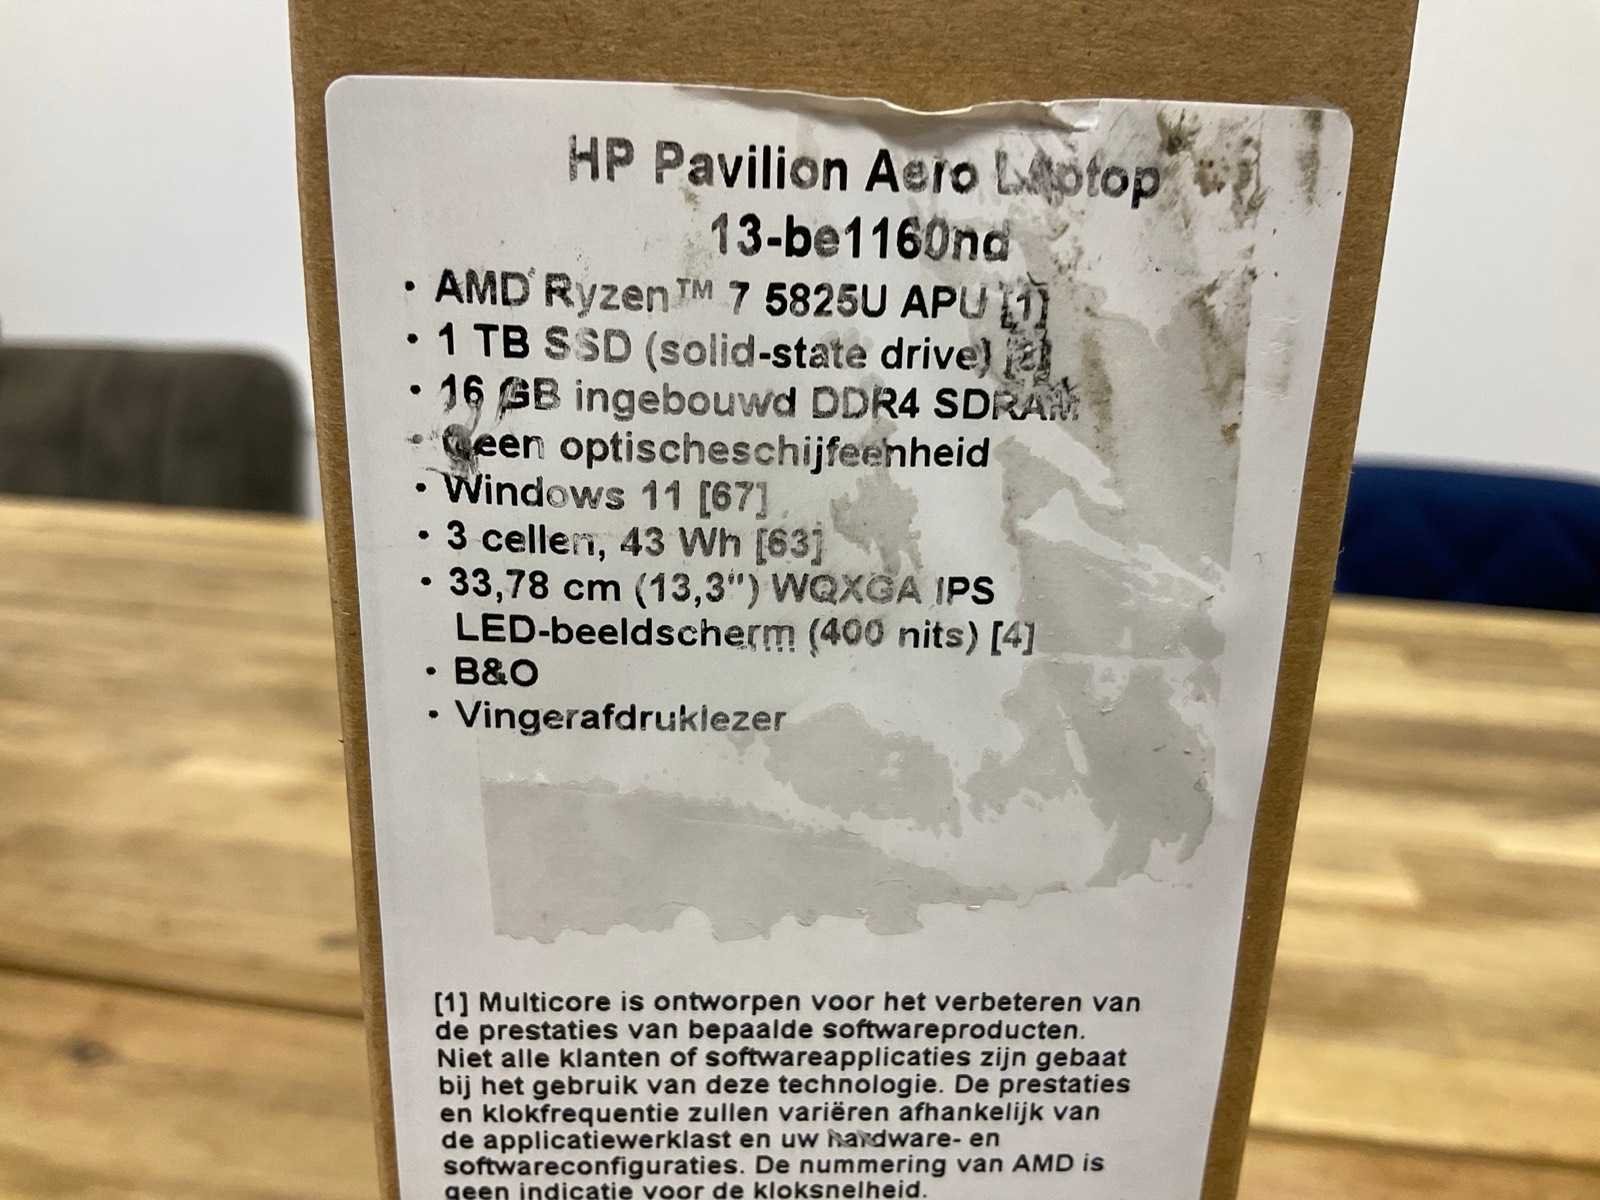 HP Pavilion Aero Laptop
13-be1160nd
• AMD Ryzen™ 7 5825U APU [1]
• 1 TB SSD (solid-state drive) [2]
• 16 GB ingebouwd DDR4 SDRAM
• Geen optischeschijfeenheid
• Windows 11 [67]
• 3 cellen, 43 Wh [63]
• 33,78 cm (13,3") WQXGA IPS
LED-beeldscherm (400 nits) [4]
• B&O
• Vingerafdruklezer
[1] Multicore is ontworpen voor het verbeteren van
de prestaties van bepaalde softwareproducten.
Niet alle klanten of softwareapplicaties zijn gebaat
bij het gebruik van deze technologie. De prestaties
en klokfrequentie zullen variëren afhankelijk van
de applicatiewerklast en uw hardware- en
softwareconfiguraties. De nummering van AMD is
geen indicatie voor de kloksnelheid.